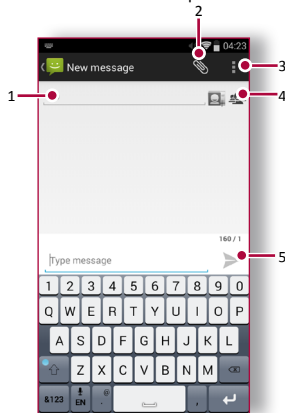 2
04:23
New message
3
1
4
160 / 1
Type message
5
1 2 3 4 5 6 7 8 9 0
Q W E R T Y U I O P
A S D F G H J K L
Z X C V B N M
&123 EN @ . ,